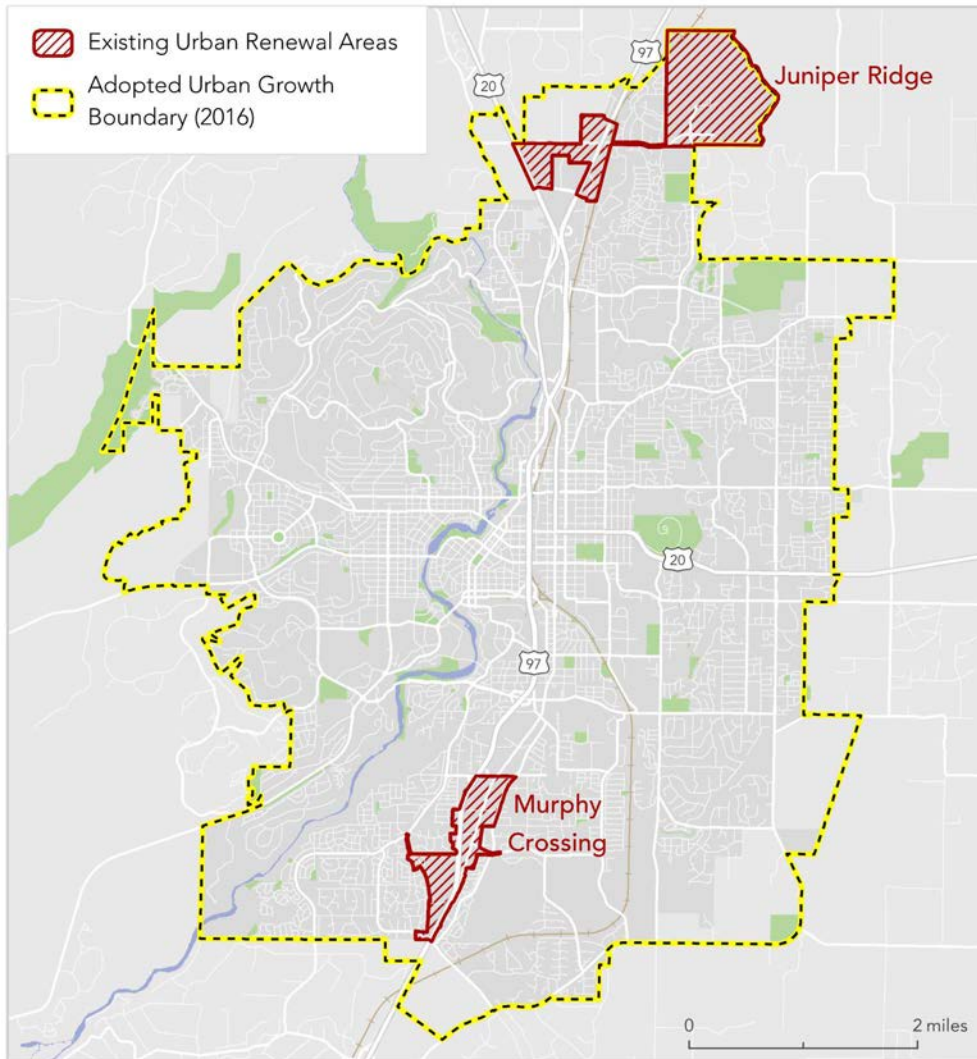 Existing Urban Renewal Areas
Adopted Urban Growth
Boundary (2016)
97
20
Juniper Ridge
20
97
Murphy
Crossing
0 2 miles